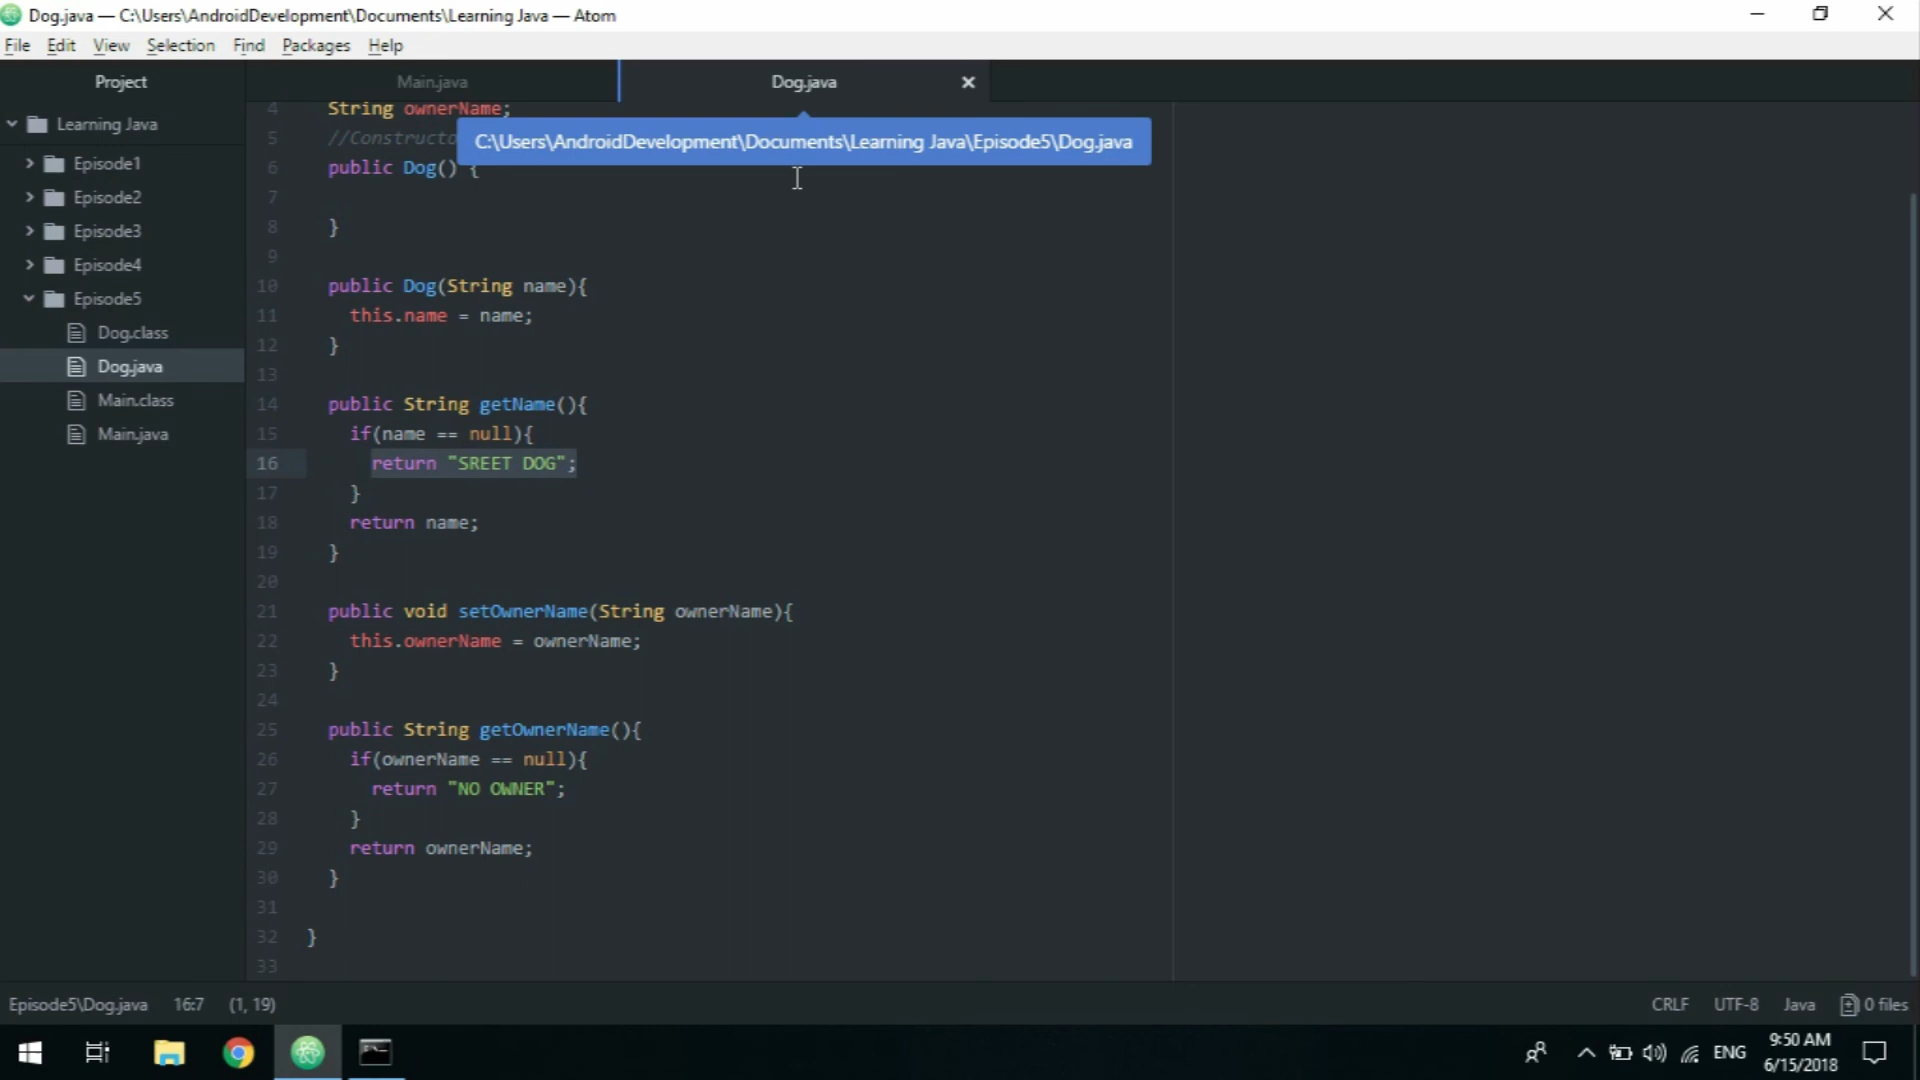 Dog.java — C:\Users\AndroidDevelopment\Documents\Learning Java — Atom
File Edit View Selection Find Packages Help
Project
Main.java
Dog.java
Learning Java
Episode1
Episode2
Episode3
Episode4
Episode5
Dog.class
Dog.java
Main.class
Main.java
C:\Users\AndroidDevelopment\Documents\Learning Java\Episode5\Dog.java
4 String ownerName;
5 //Constructo
6 public Dog() {
7
8 }
9
10 public Dog(String name){
11 this.name = name;
12 }
13
14 public String getName(){
15 if(name == null){
16 return "SREET DOG";
17 }
18 return name;
19 }
20
21 public void setOwnerName(String ownerName){
22 this.ownerName = ownerName;
23 }
24
25 public String getOwnerName(){
26 if(ownerName == null){
27 return "NO OWNER";
28 }
29 return ownerName;
30 }
31
32 }
33
Episode5\Dog.java 16:7 (1, 19)
CRLF UTF-8 Java 0 files
ENG
9:50 AM
6/15/2018